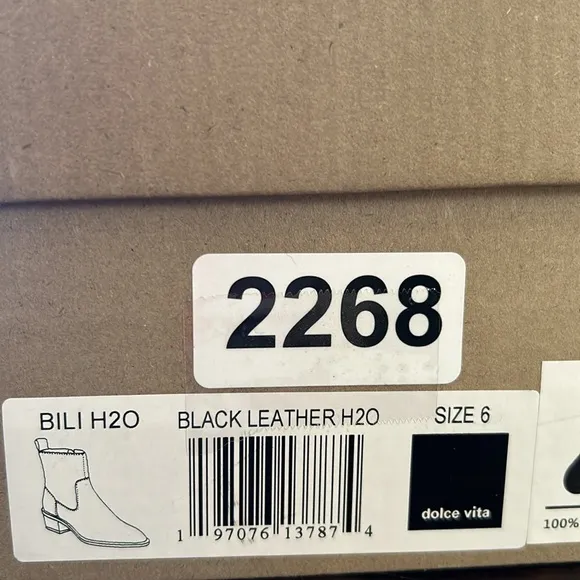 2268
BILI H2O BLACK LEATHER H2O SIZE 6
1 97076 13787 4
dolce vita
100%